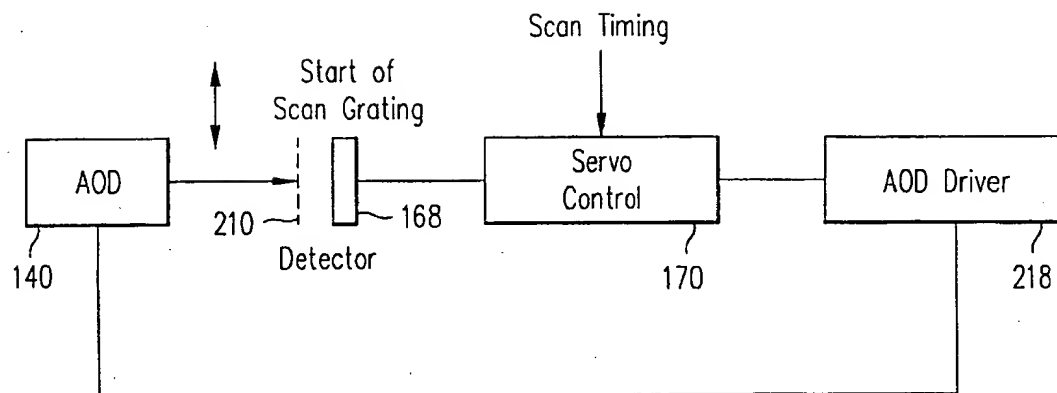 Scan Timing
Start of
Scan Grating
AOD
Servo
Control
AOD Driver
210
168
Detector
140
170
218